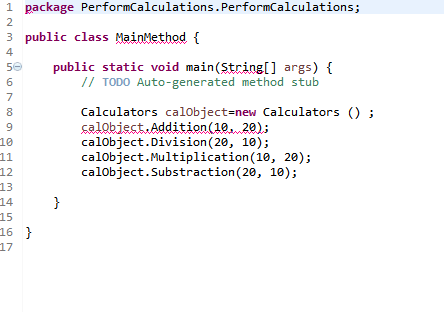 1 package PerformCalculations.PerformCalculations;
2
3 public class MainMethod {
4
5 public static void main(String[] args) {
6 // TODO Auto-generated method stub
7
8 Calculators calObject=new Calculators () ;
9 calObject.Addition(10, 20);
10 calObject.Division(20, 10);
11 calObject.Multiplication(10, 20);
12 calObject.Substraction(20, 10);
13
14 }
15
16 }
17